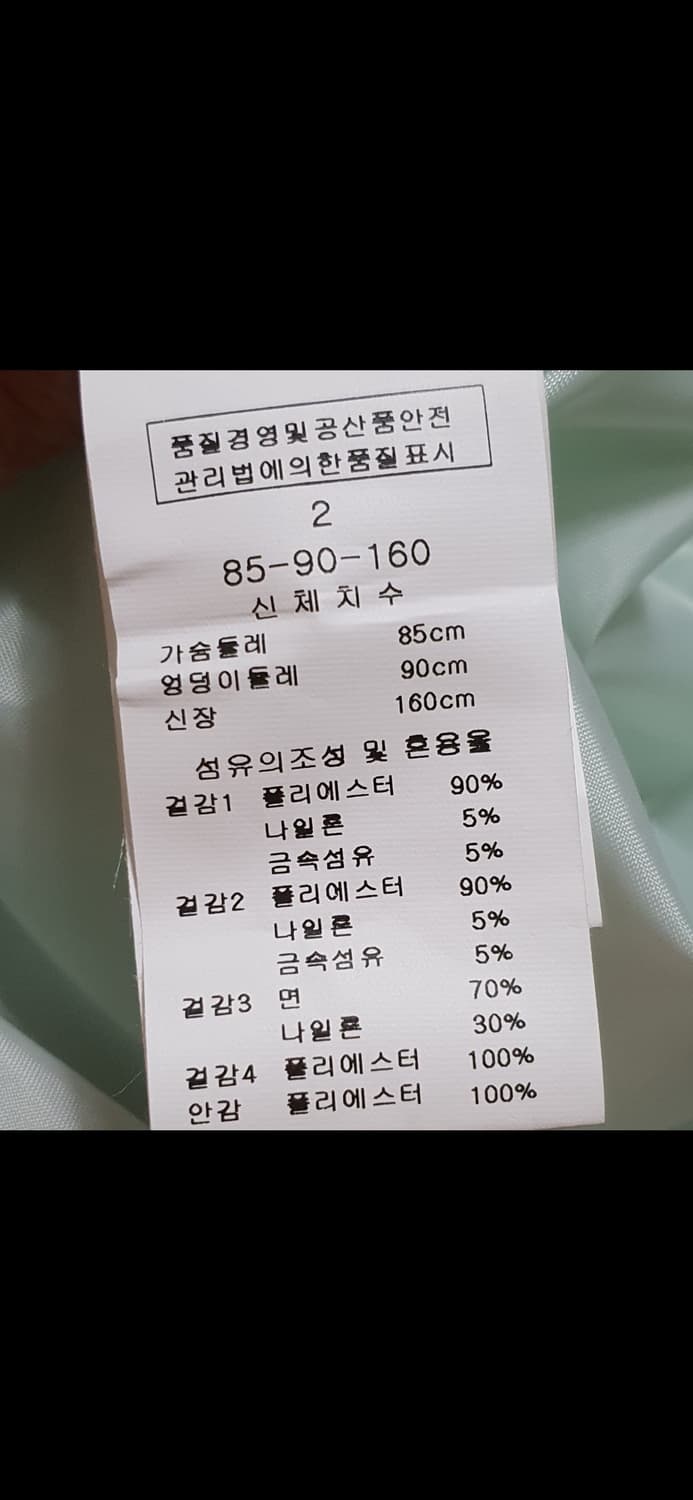 품질경영및공산품안전
관리법에의한품질표시
2
85-90-160
신체치수
가슴둘레 85cm
엉덩이둘레 90cm
신장 160cm
섬유의조성 및 혼용율
겉감1 폴리에스터 90%
나일론 5%
금속섬유 5%
겉감2 폴리에스터 90%
나일론 5%
금속섬유 5%
겉감3 면 70%
나일론 30%
겉감4 폴리에스터 100%
안감 폴리에스터 100%